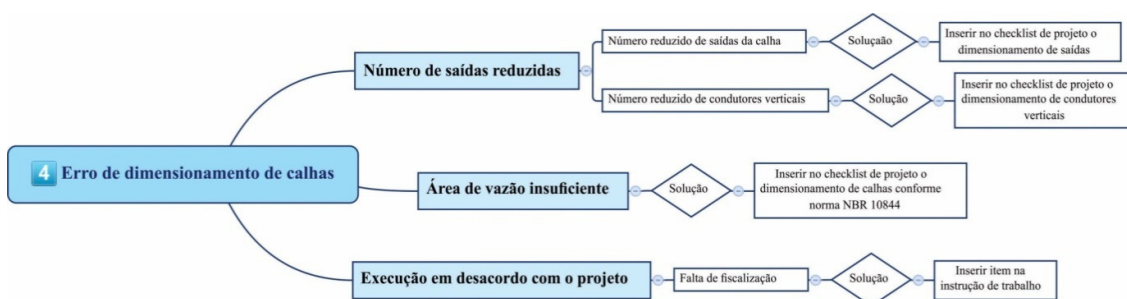 4 Erro de dimensionamento de calhas
Número de saídas reduzidas
Número reduzido de saídas da calha
Soluçaão
Inserir no checklist de projeto o
dimensionamento de saídas
Número reduzido de condutores verticais
Solução
Inserir no checklist de projeto o
dimensionamento de condutores
verticais
Área de vazão insuficiente
Solução
Inserir no checklist de projeto o
dimensionamento de calhas conforme
norma NBR 10844
Execução em desacordo com o projeto
Falta de fiscalização
Solução
Inserir item na
instrução de trabalho